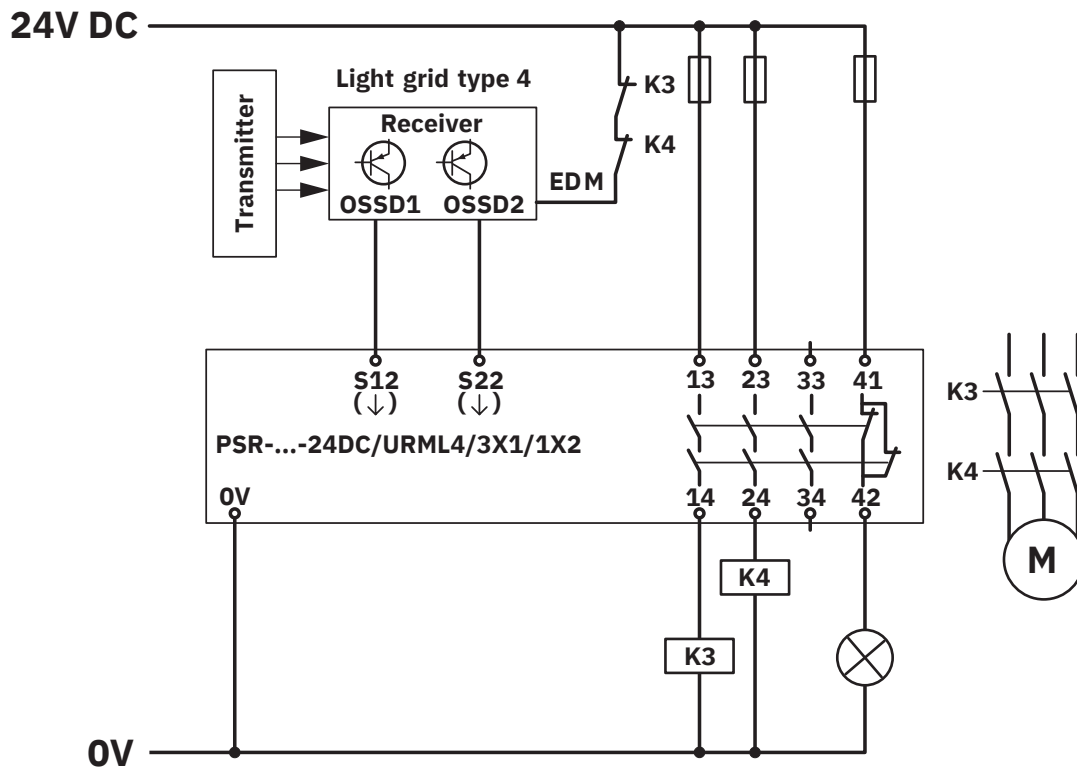 24V DC
Light grid type 4
Transmitter
Receiver
OSSD1 OSSD2
EDM
K3
K4
S12 S22 13 23 33 41
(↓) (↓)
PSR-...-24DC/URML4/3X1/1X2
0V 14 24 34 42
K3
K4
M
K4
K3
0V